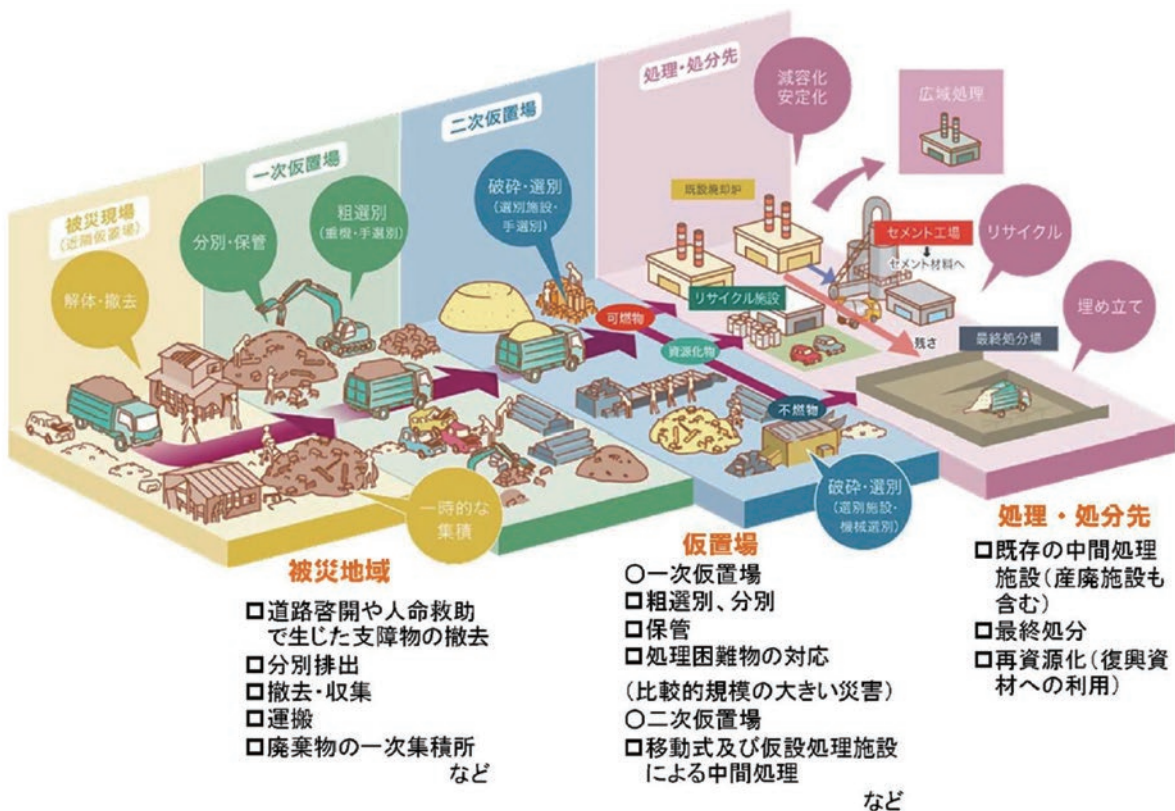 被災現場
(近隣仮置場)
解体・撤去
一時的な
集積
一次仮置場
分別・保管
粗選別
(重機・手選別)
二次仮置場
破砕・選別
(選別施設・
手選別)
可燃物
資源化物
不燃物
破砕・選別
(選別施設・
機械選別)
処理・処分先
減容化
安定化
広域処理
既設焼却炉
セメント工場
セメント材料へ
リサイクル
リサイクル施設
残さ
最終処分場
埋め立て
被災地域
□道路啓開や人命救助
で生じた支障物の撤去
□分別排出
□撤去・収集
□運搬
□廃棄物の一次集積所
など
仮置場
○一次仮置場
□粗選別、分別
□保管
□処理困難物の対応
(比較的規模の大きい災害)
○二次仮置場
□移動式及び仮設処理施設
による中間処理
など
処理・処分先
□既存の中間処理
施設(産廃施設も
含む)
□最終処分
□再資源化(復興資
材への利用)